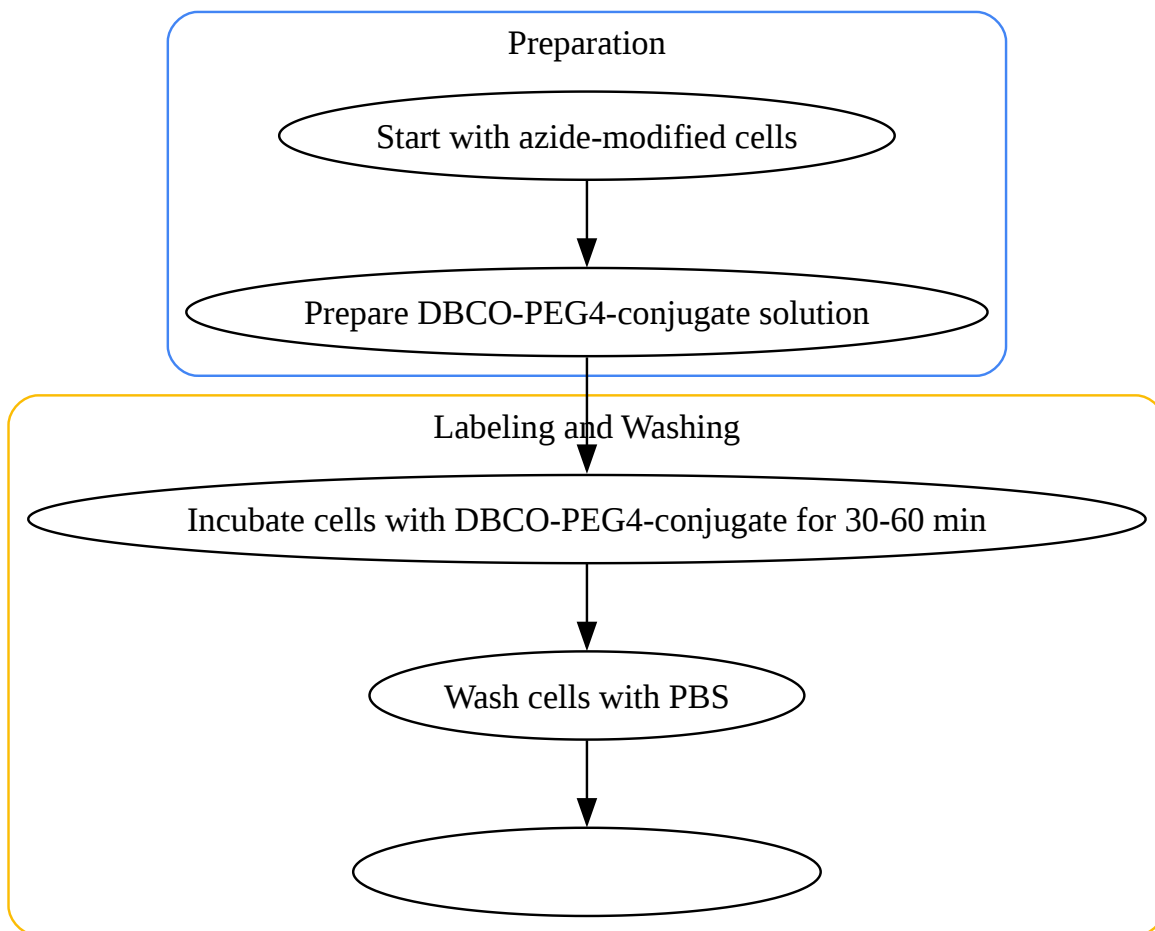 Preparation
Start with azide-modified cells
Prepare DBCO-PEG4-conjugate solution
Labeling and Washing
Incubate cells with DBCO-PEG4-conjugate for 30-60 min
Wash cells with PBS